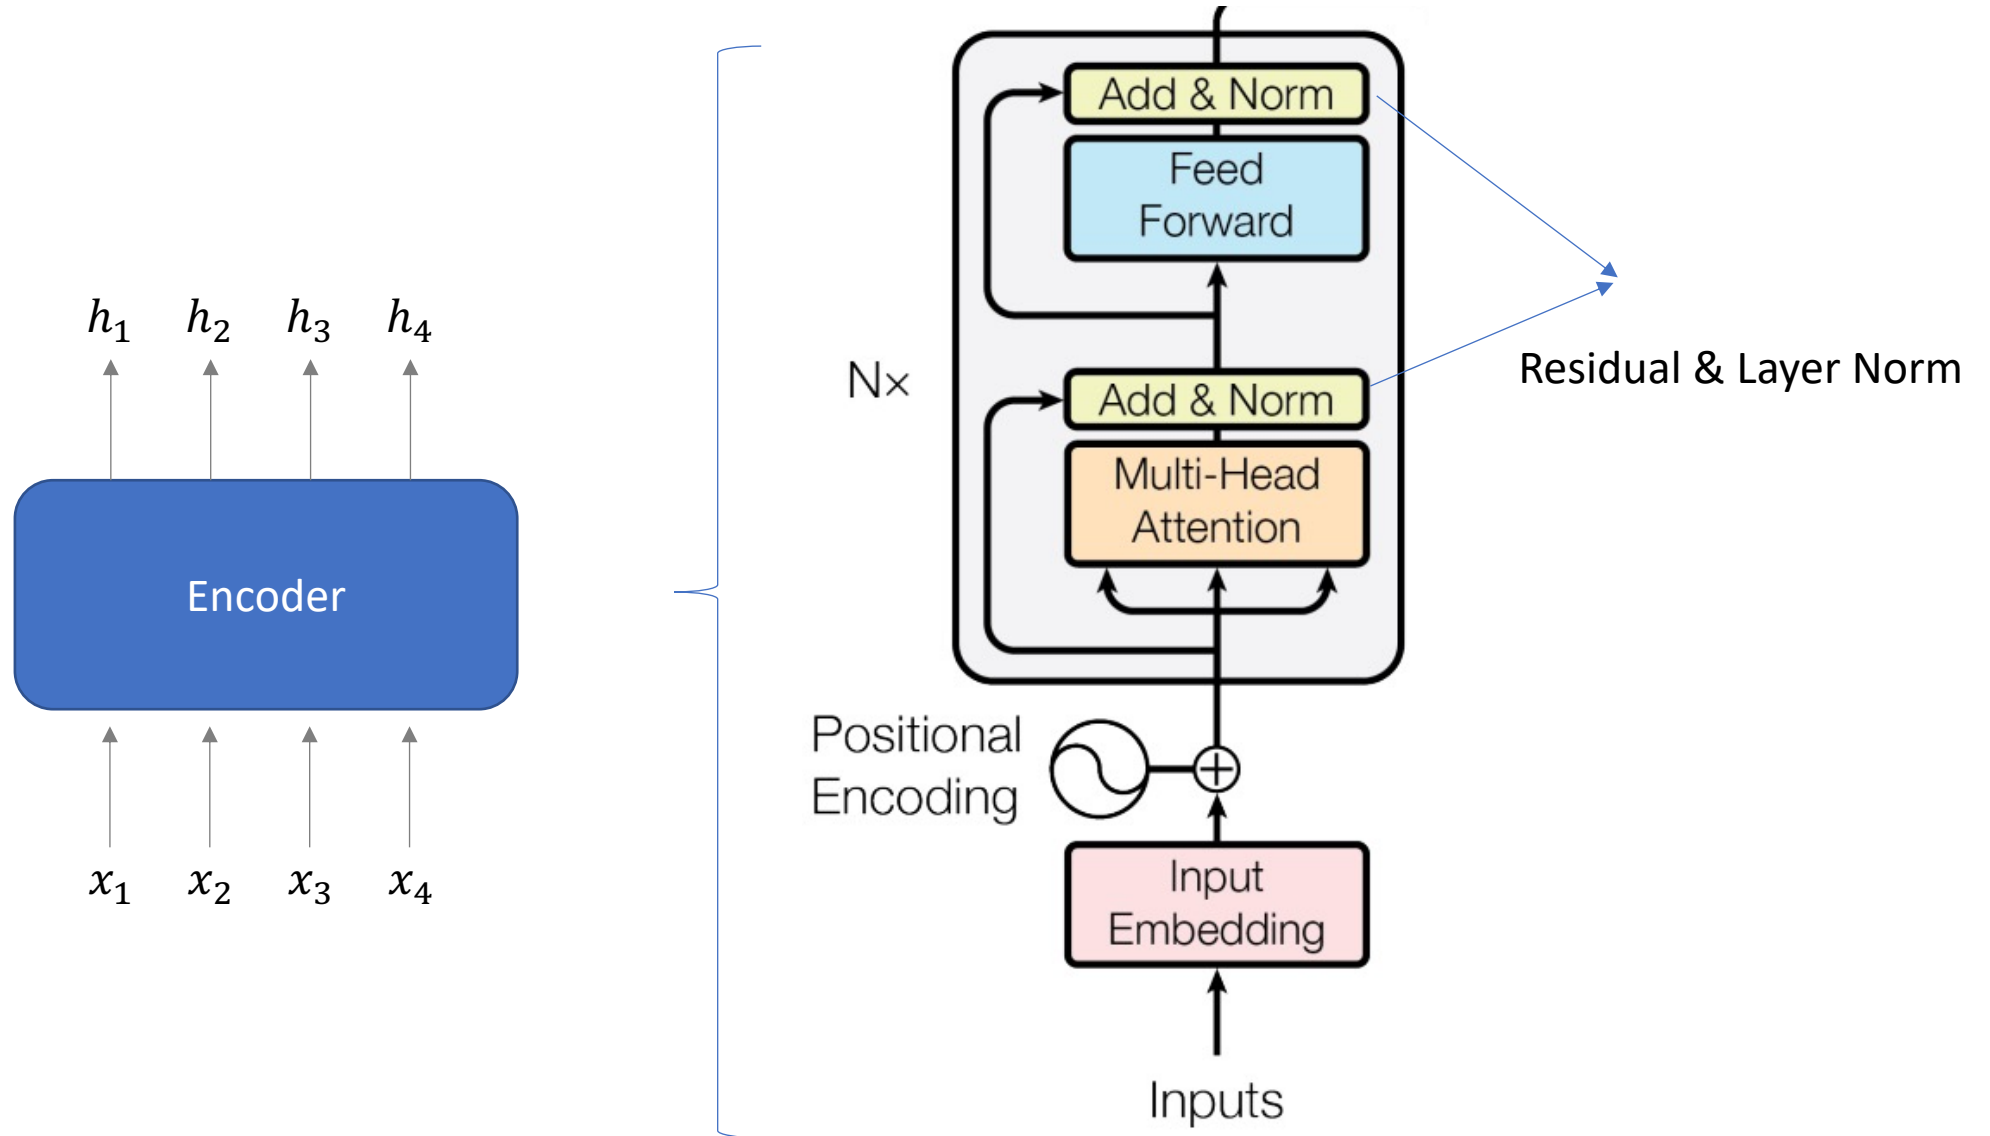 h₁ h₂ h₃ h₄
Encoder
x₁ x₂ x₃ x₄
Add & Norm
Feed
Forward
N×
Add & Norm
Multi-Head
Attention
Positional
Encoding
Input
Embedding
Inputs
Residual & Layer Norm